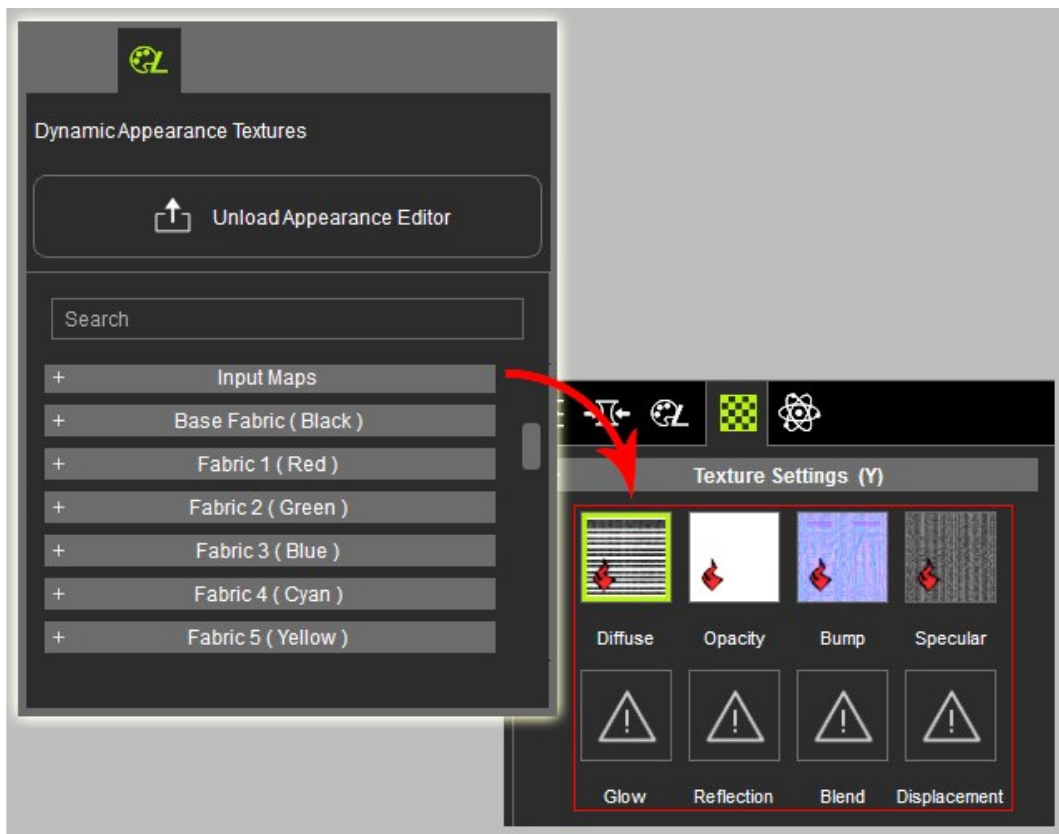 Dynamic Appearance Textures
Unload Appearance Editor
Search
+ Input Maps
+ Base Fabric ( Black )
+ Fabric 1 ( Red )
+ Fabric 2 ( Green )
+ Fabric 3 ( Blue )
+ Fabric 4 ( Cyan )
+ Fabric 5 ( Yellow )
Texture Settings (Y)
Diffuse Opacity Bump Specular
Glow Reflection Blend Displacement